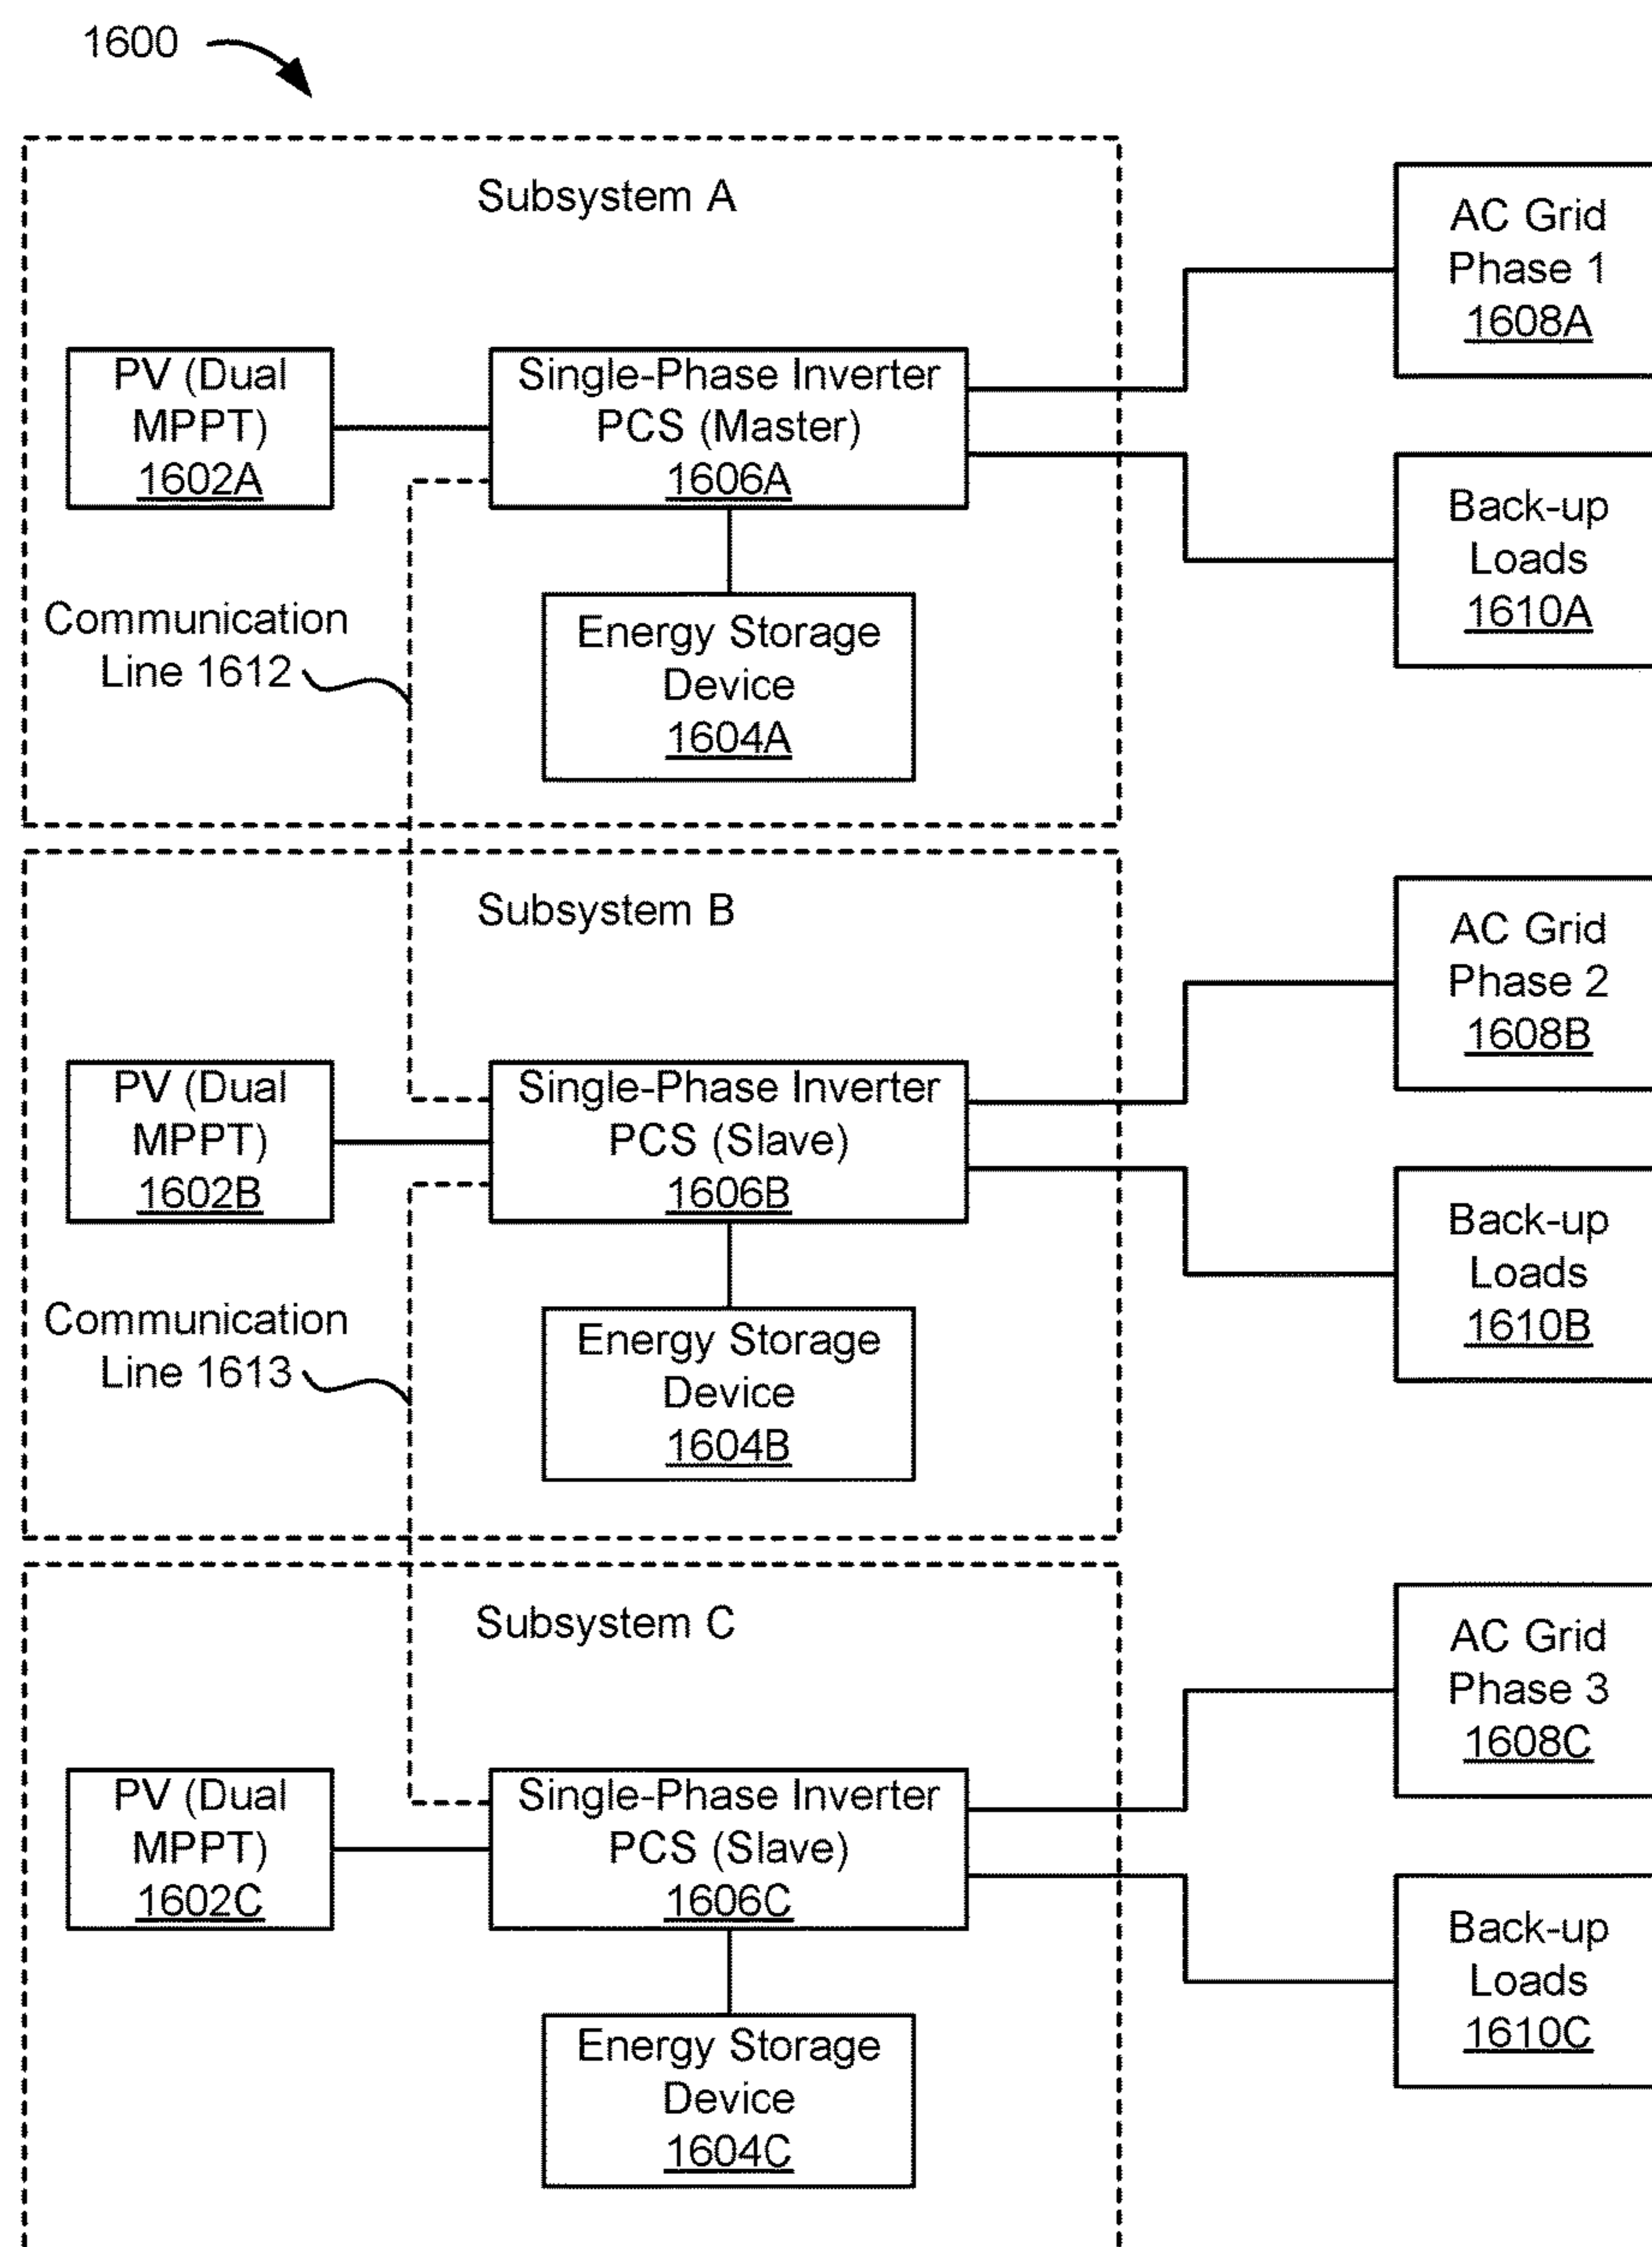 1600
Subsystem A
AC Grid
Phase 1
1608A
PV (Dual
MPPT)
1602A
Single-Phase Inverter
PCS (Master)
1606A
Back-up
Loads
1610A
Communication
Line 1612
Energy Storage
Device
1604A
Subsystem B
AC Grid
Phase 2
1608B
PV (Dual
MPPT)
1602B
Single-Phase Inverter
PCS (Slave)
1606B
Back-up
Loads
1610B
Communication
Line 1613
Energy Storage
Device
1604B
Subsystem C
AC Grid
Phase 3
1608C
PV (Dual
MPPT)
1602C
Single-Phase Inverter
PCS (Slave)
1606C
Back-up
Loads
1610C
Energy Storage
Device
1604C